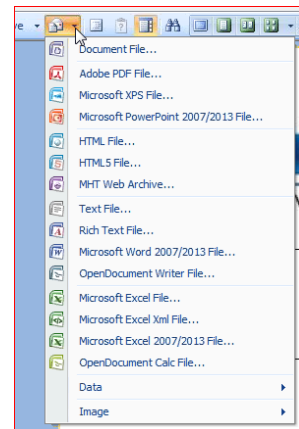 ve
Document File...
Adobe PDF File...
Microsoft XPS File...
Microsoft PowerPoint 2007/2013 File...
HTML File...
HTML5 File...
MHT Web Archive...
Text File...
Rich Text File...
Microsoft Word 2007/2013 File...
OpenDocument Writer File...
Microsoft Excel File...
Microsoft Excel Xml File...
Microsoft Excel 2007/2013 File...
OpenDocument Calc File...
Data
Image